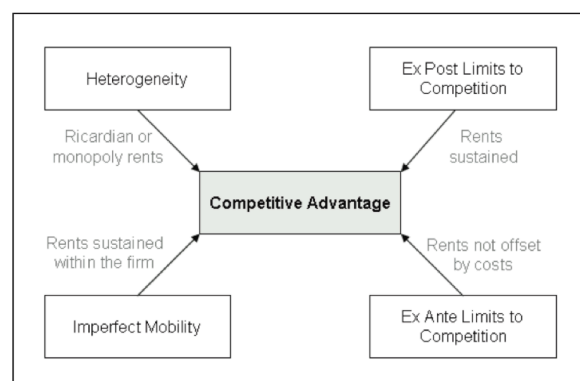 Heterogeneity
Ex Post Limits to
Competition
Ricardian or
monopoly rents
Rents
sustained
Competitive Advantage
Rents sustained
within the firm
Rents not offset
by costs
Imperfect Mobility
Ex Ante Limits to
Competition